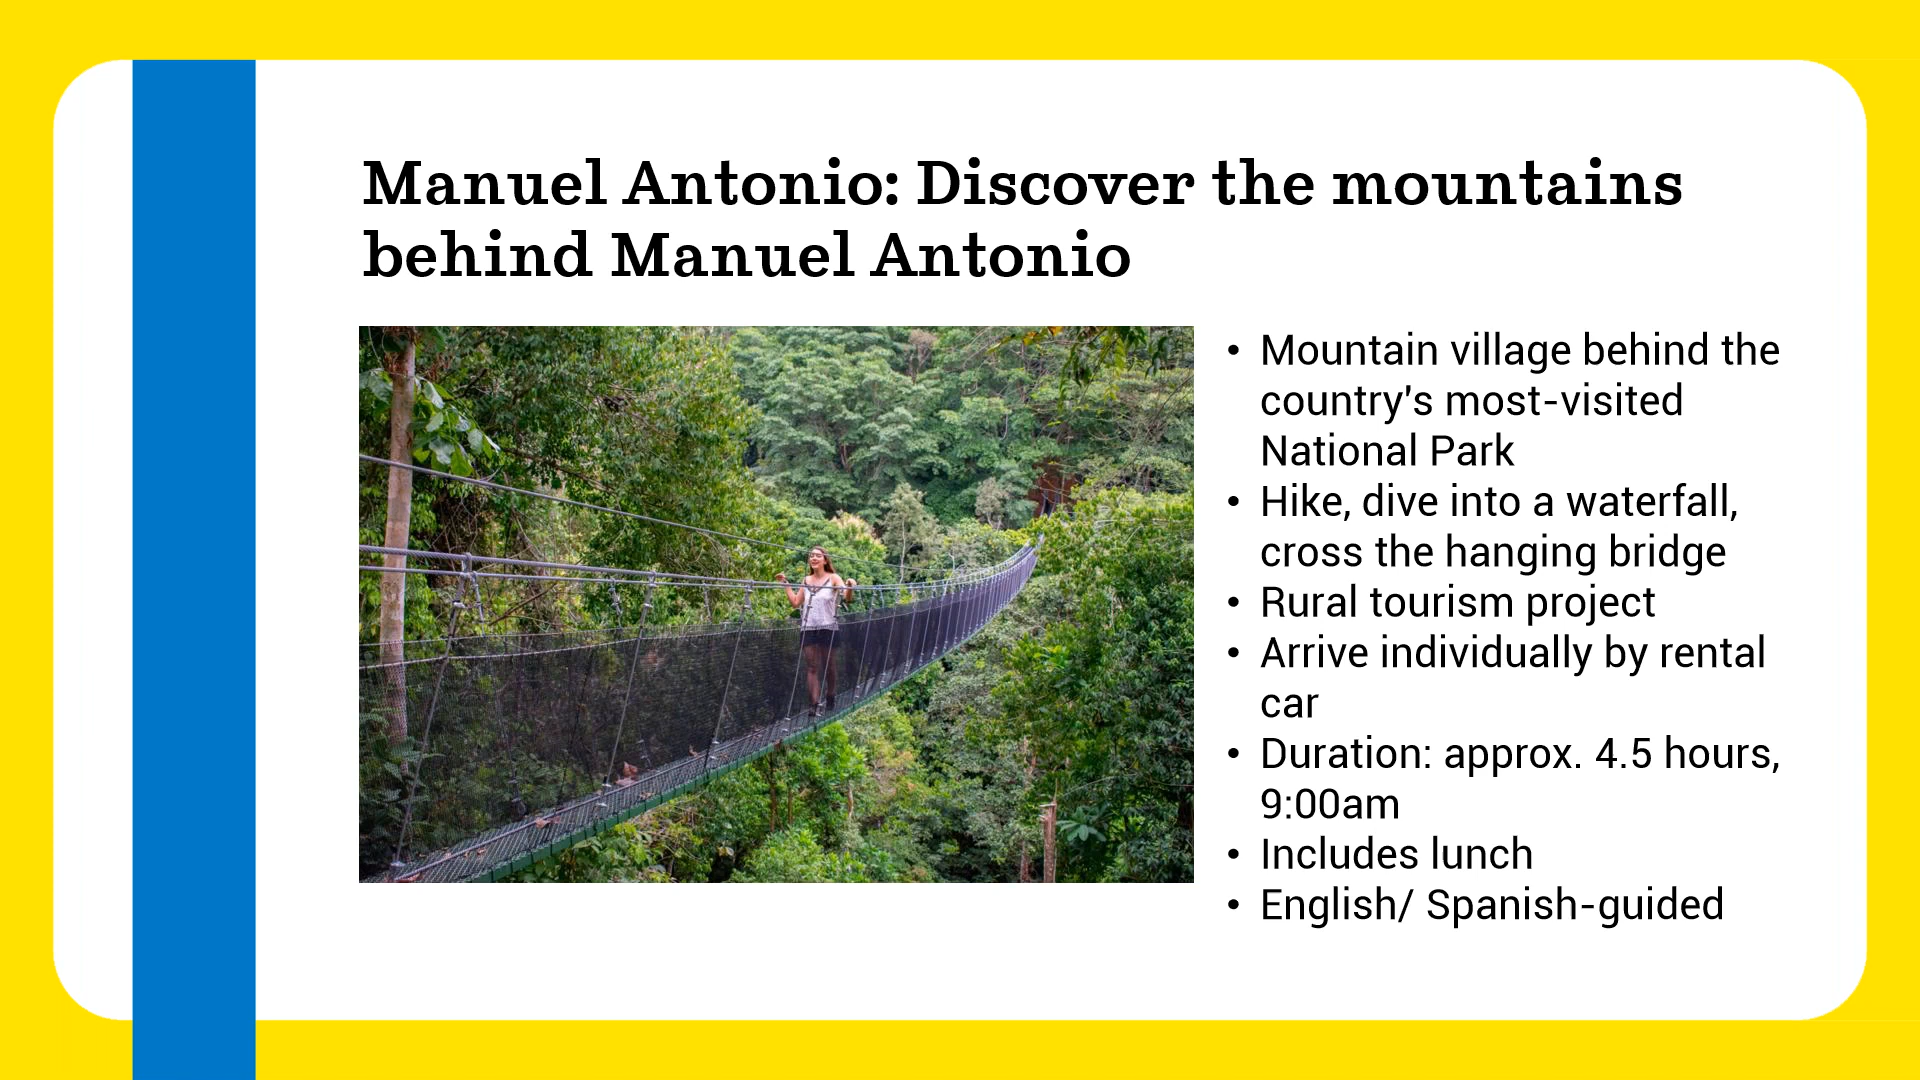 Manuel Antonio: Discover the mountains
behind Manuel Antonio
• Mountain village behind the
country's most-visited
National Park
• Hike, dive into a waterfall,
cross the hanging bridge
• Rural tourism project
• Arrive individually by rental
car
• Duration: approx. 4.5 hours,
9:00am
• Includes lunch
• English/ Spanish-guided